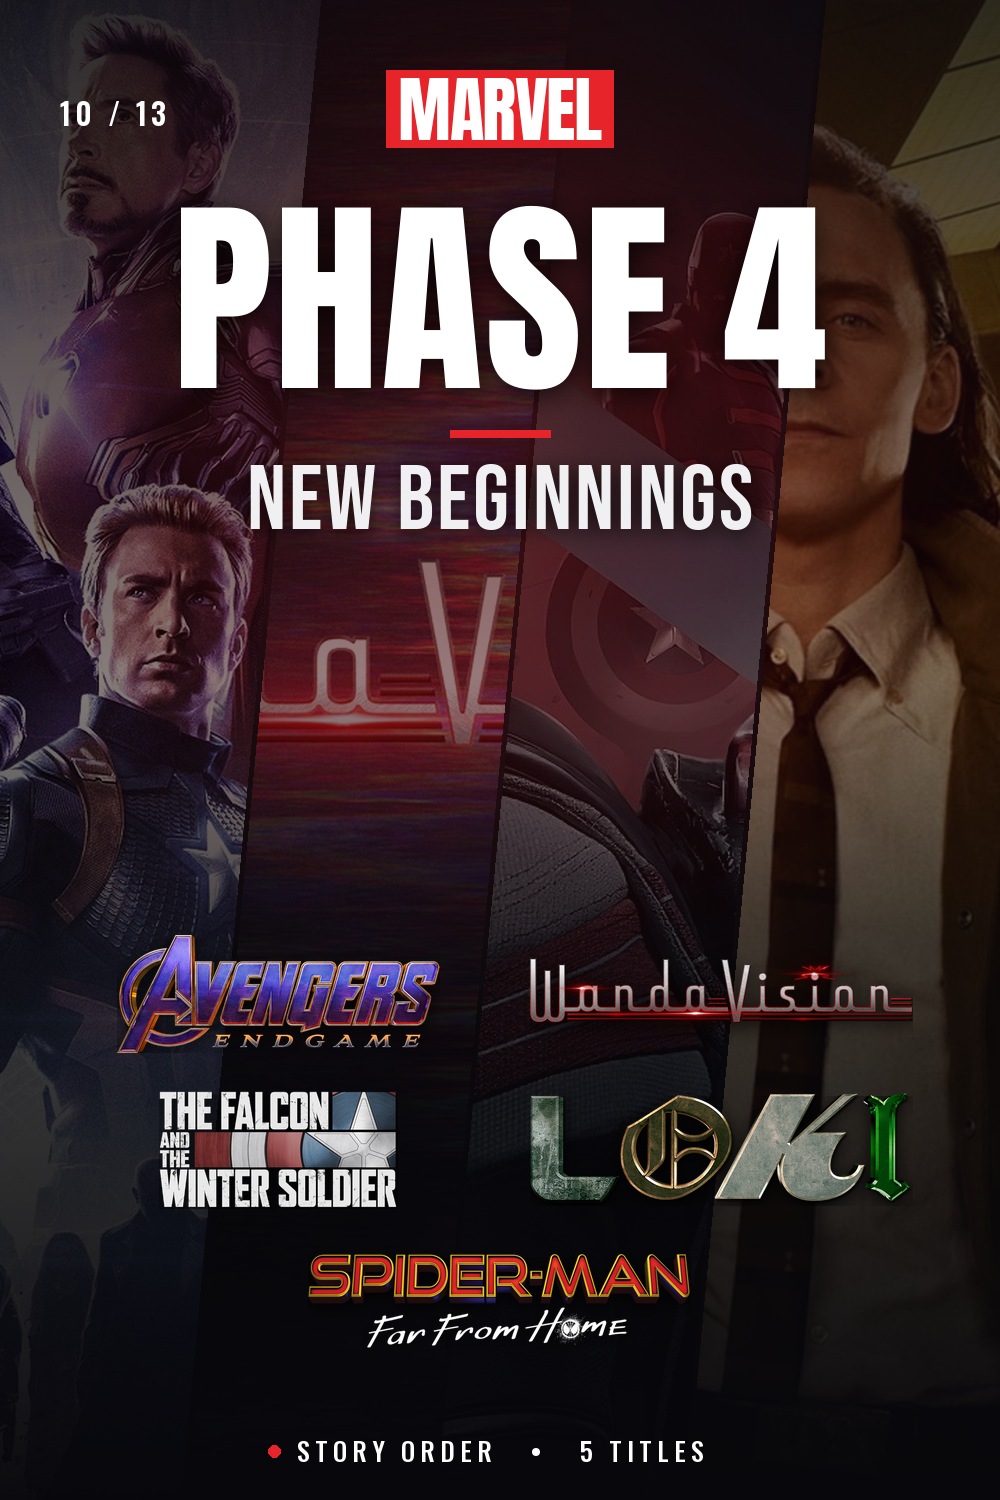 10 / 13
MARVEL
PHASE 4
NEW BEGINNINGS
a V
AVENGERS
ENDGAME
WandaVision
THE FALCON
AND
THE
WINTER SOLDIER
LOKI
SPIDER-MAN
Far From Home
STORY ORDER • 5 TITLES